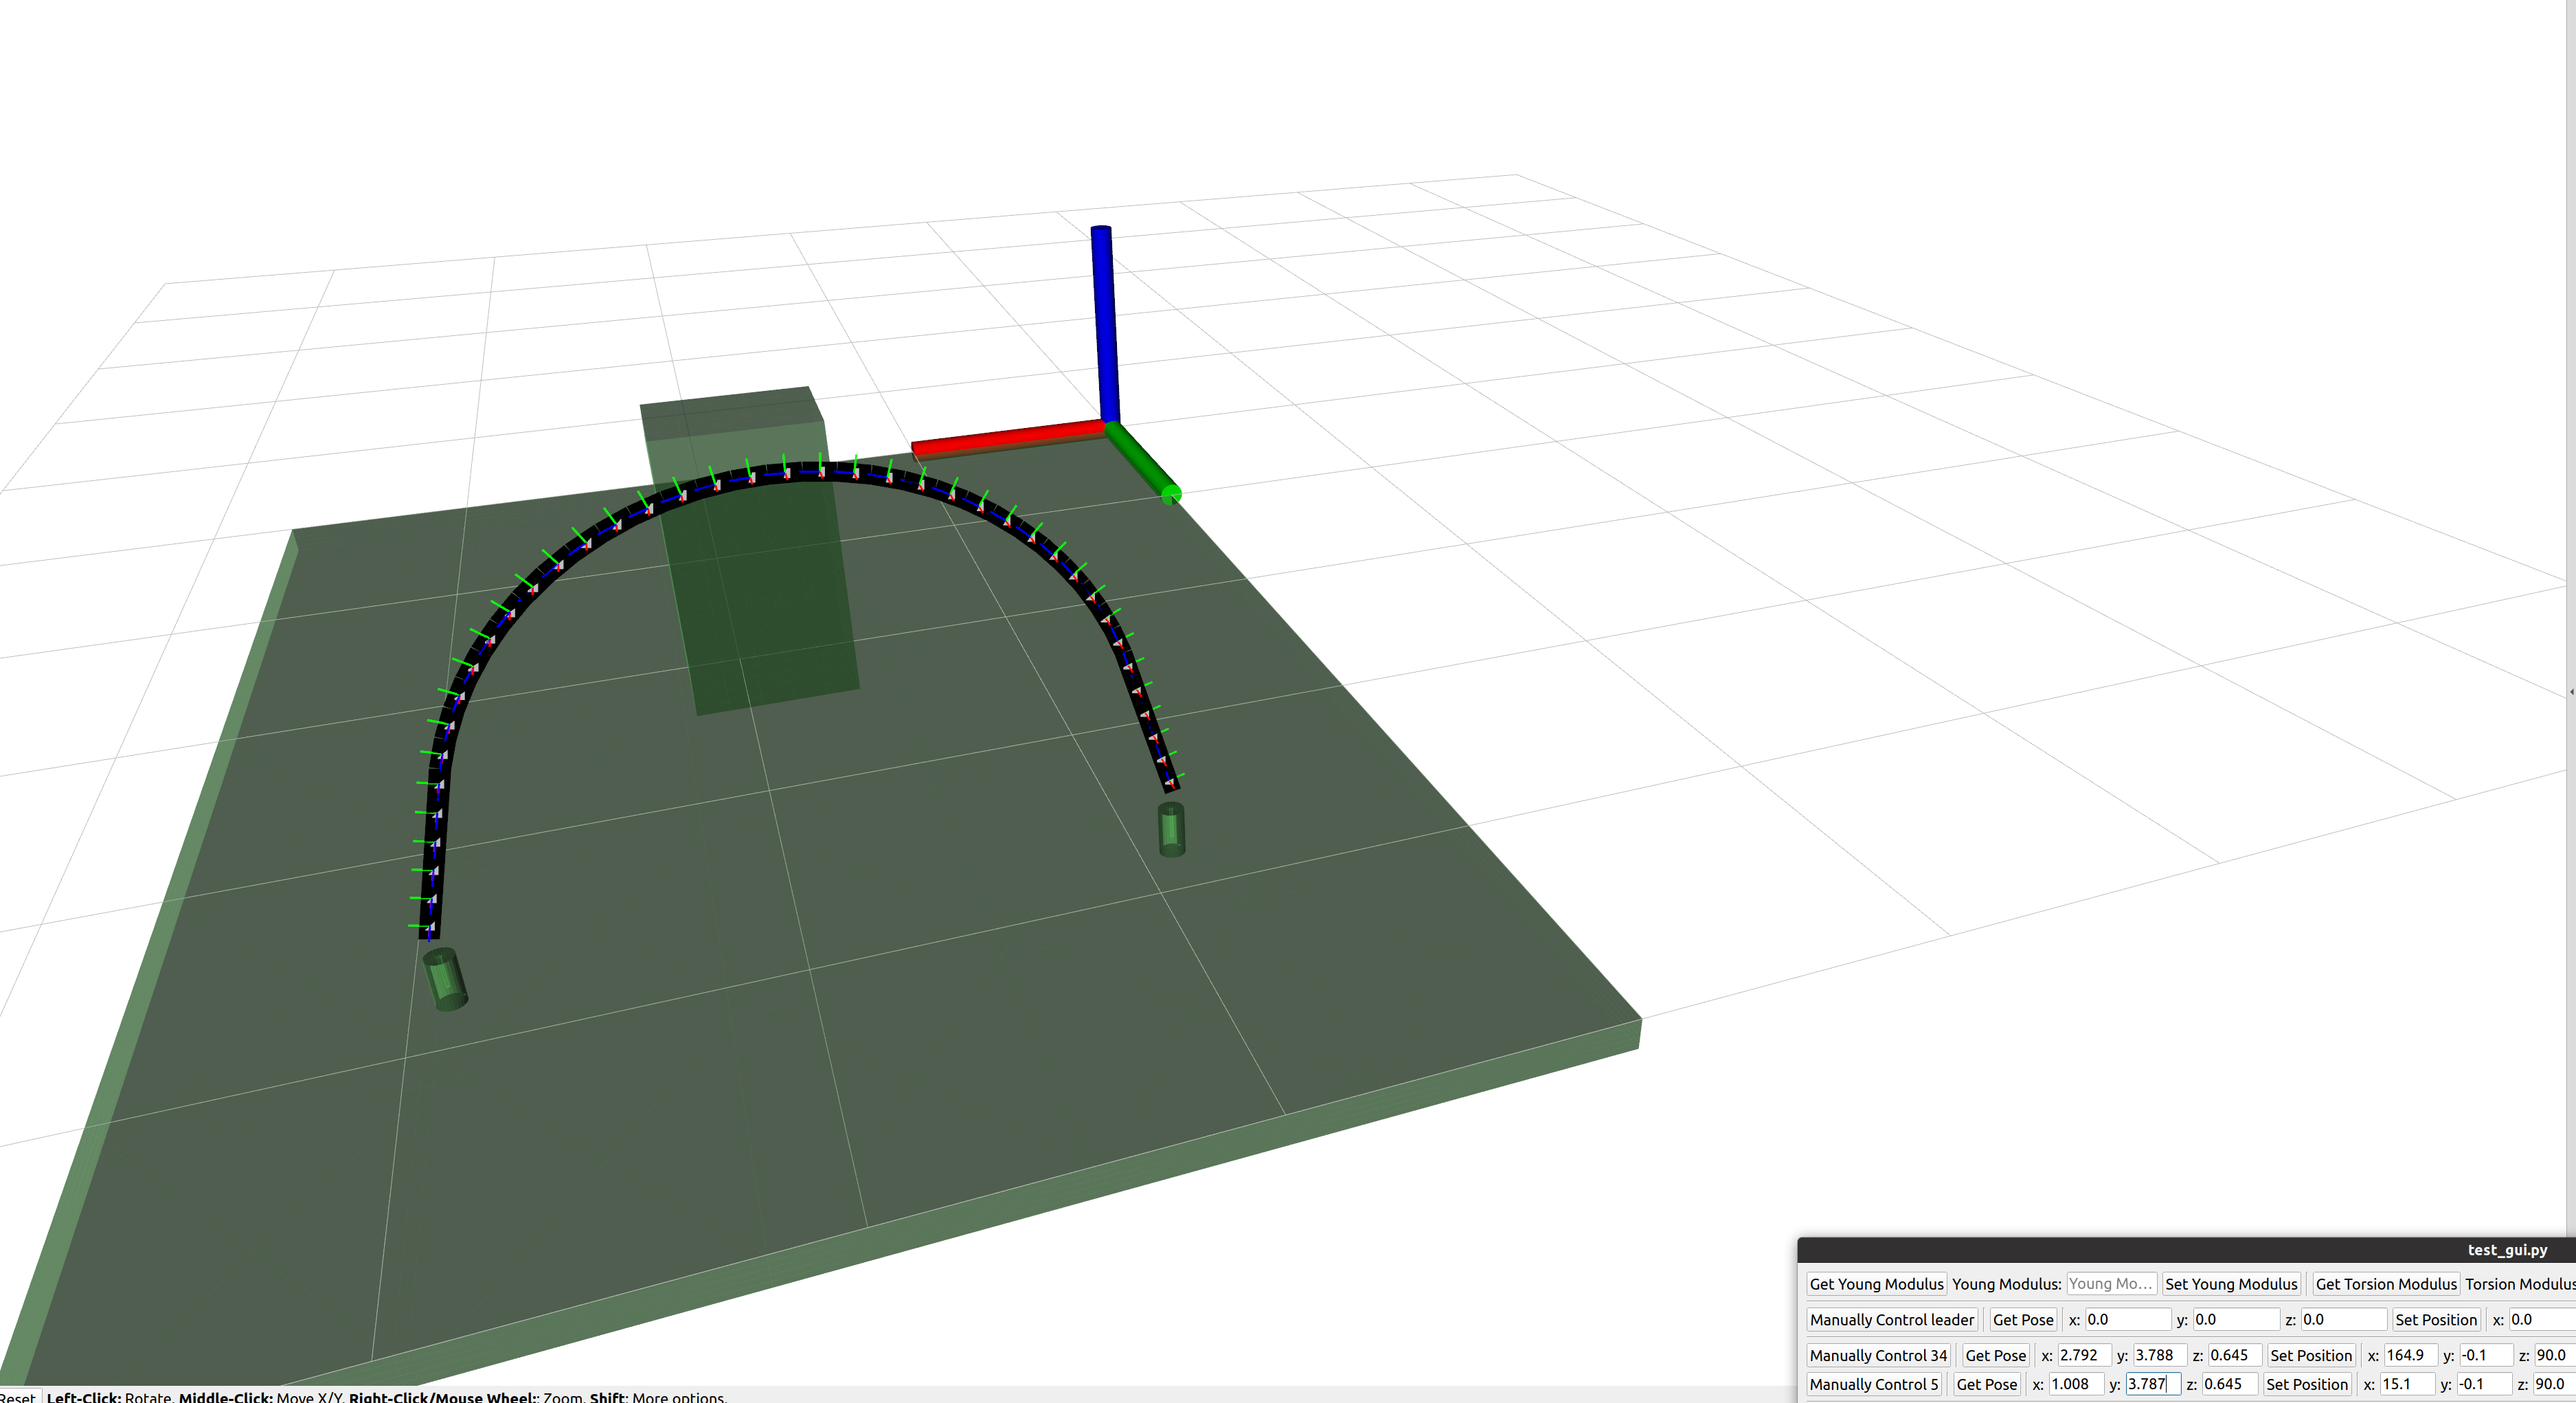 test_gui.py
Get Young Modulus Young Modulus: Young Mo... Set Young Modulus Get Torsion Modulus Torsion Modulus
Manually Control leader Get Pose x: 0.0 y: 0.0 z: 0.0 Set Position x: 0.0
Manually Control 34 Get Pose x: 2.792 y: 3.788 z: 0.645 Set Position x: 164.9 y: -0.1 z: 90.0
Manually Control 5 Get Pose x: 1.008 y: 3.787 z: 0.645 Set Position x: 15.1 y: -0.1 z: 90.0
Reset Left-Click: Rotate. Middle-Click: Move X/Y. Right-Click/Mouse Wheel:: Zoom. Shift: More options.